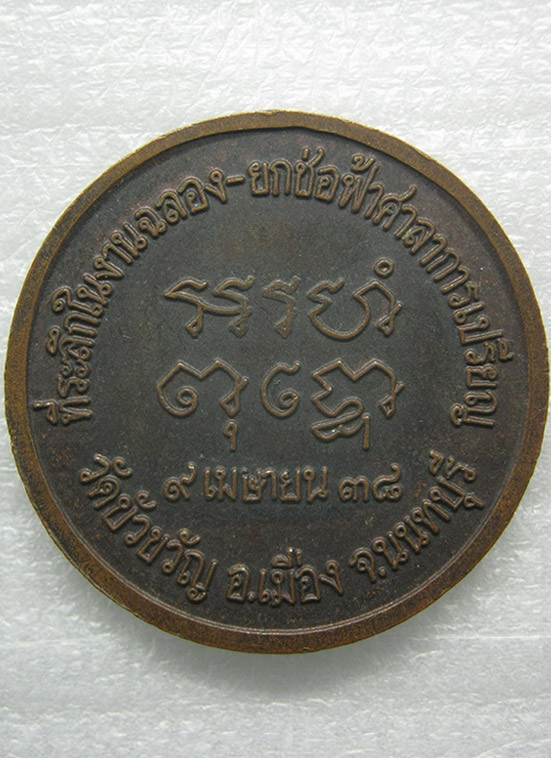 ที่ระลึกในงานฉลอง-ยกช่อฟ้าศาลาการเปรียญ
๙ เมษายน ๓๘
วัดบัวขวัญ อ.เมือง จ.นนทบุรี